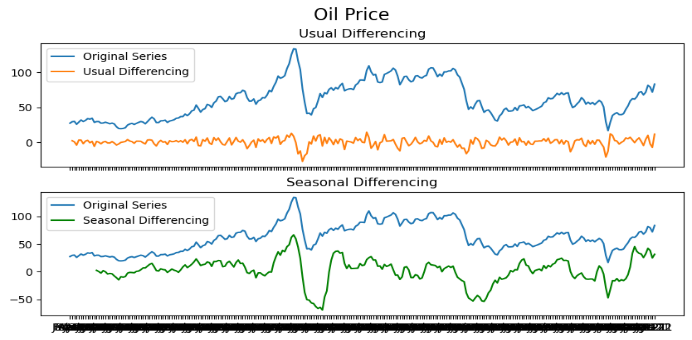 Oil Price
Usual Differencing
Original Series
Usual Differencing
100
50
0
Seasonal Differencing
Original Series
Seasonal Differencing
100
50
0
−50